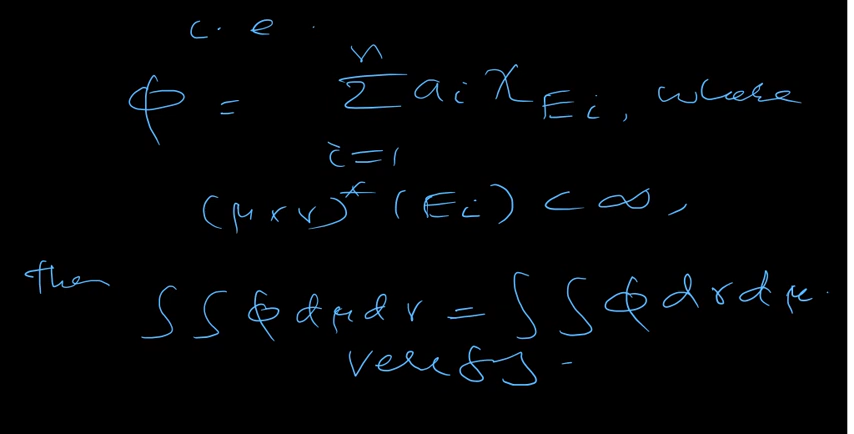 i. e.
φ = Σ_{i=1}^{n} a_i χ_{E_i}, where
(μ × ν)* (E_i) < ∞,
then ∫∫ φ dμ dν = ∫∫ φ dν dμ.
verify -